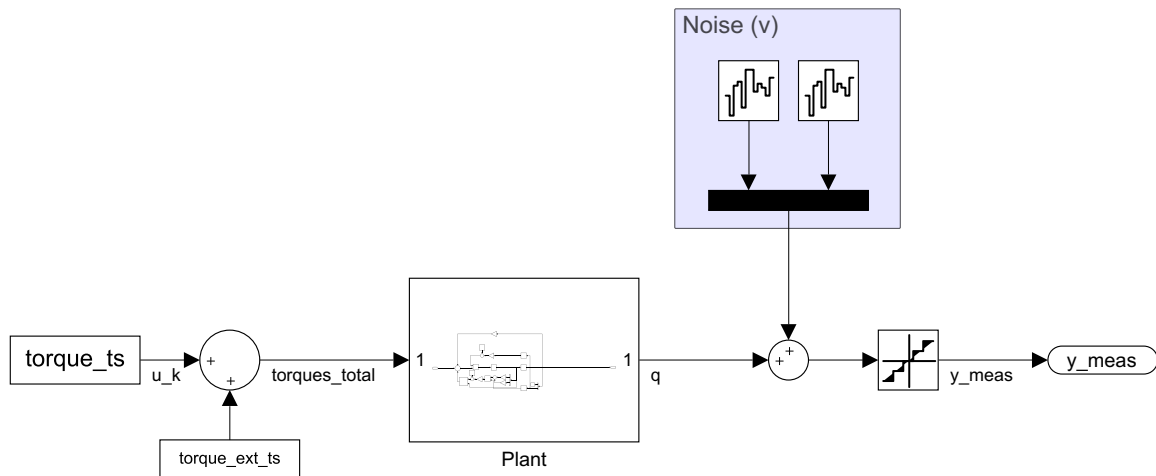 Noise (v)
torque_ts
u_k
+
+
torque_ext_ts
torques_total
1
1
Plant
q
+
+
y_meas
y_meas